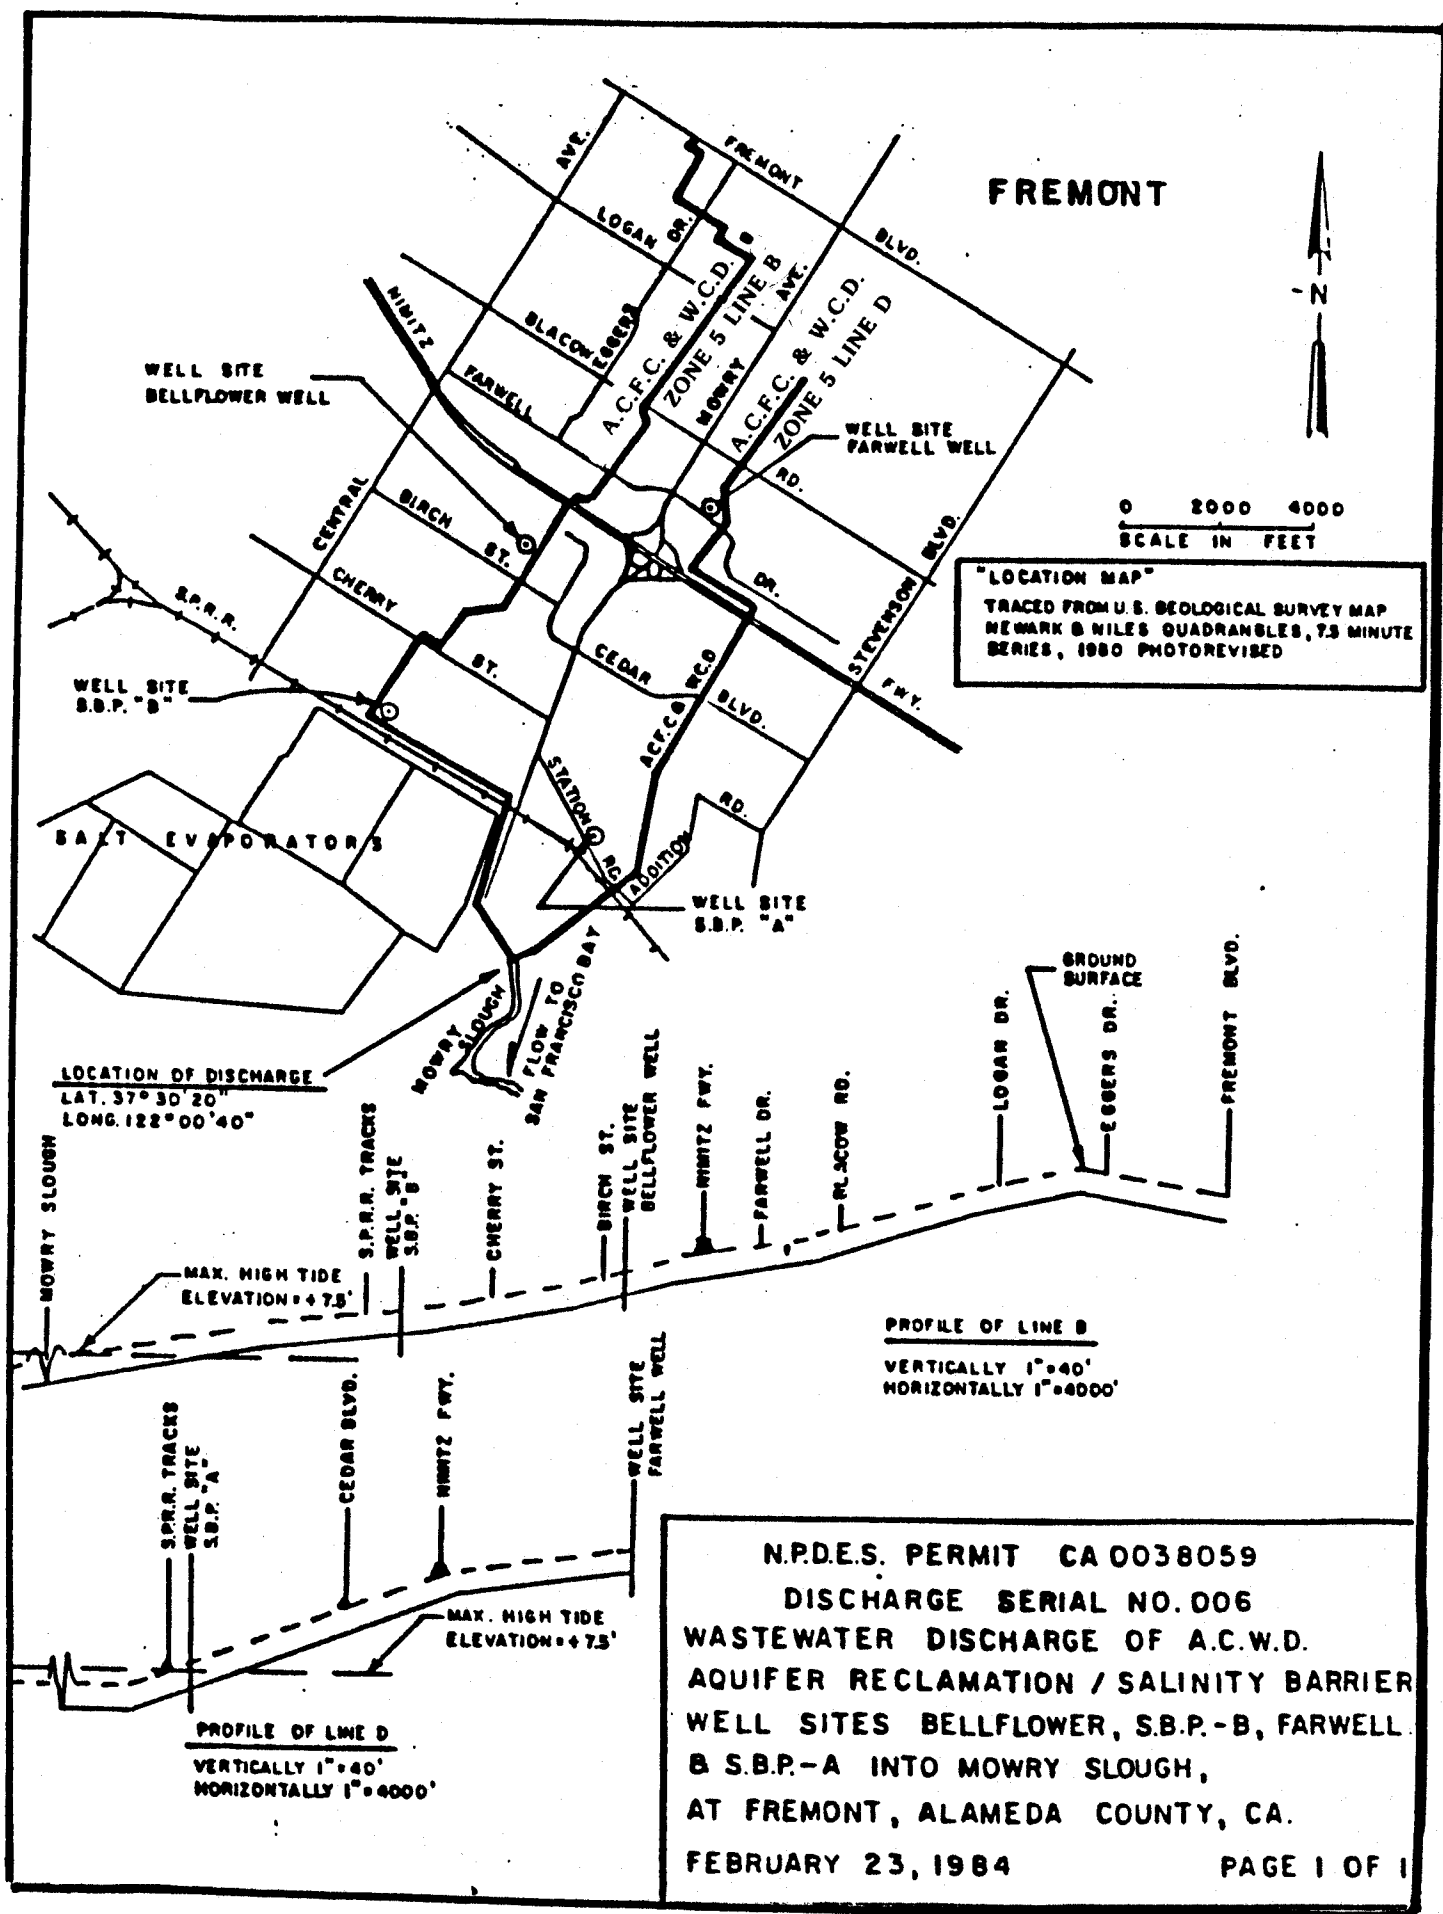 FREMONT
AVE.
FREMONT
BLVD.
LOGAN
DR.
EGGERS
BLACOW
NIMITZ
FARWELL
A.C.F.C. & W.C.D. B
ZONE 5 LINE B
MOWRY
AVE.
A.C.F.C. & W.C.D.
ZONE 5 LINE D
N
WELL SITE
BELLFLOWER WELL
WELL SITE
FARWELL WELL
RD.
CENTRAL
BIRCH
ST.
CHERRY
ST.
S.P.R.R.
DR.
STEVENSON BLVD.
FWY.
CEDAR
BLVD.
A.C.F.C. & W.C.D
0 2000 4000
SCALE IN FEET
"LOCATION MAP"
TRACED FROM U.S. GEOLOGICAL SURVEY MAP
NEWARK & NILES QUADRANGLES, 7.5 MINUTE
SERIES, 1980 PHOTOREVISED
WELL SITE
S.B.P. "B"
STATION
RD.
ADDITION
RD.
SALT EVAPORATORS
WELL SITE
S.B.P. "A"
MOWRY
SLOUGH
FLOW TO
SAN FRANCISCO BAY
LOCATION OF DISCHARGE
LAT. 37° 30' 20"
LONG. 122° 00' 40"
GROUND
SURFACE
MOWRY SLOUGH
S.P.R.R. TRACKS
WELL SITE
S.B.P. "B"
CHERRY ST.
BIRCH ST.
WELL SITE
BELLFLOWER WELL
NIMITZ FWY.
FARWELL DR.
BLACOW RD.
LOGAN DR.
EGGERS DR.
FREMONT BLVD.
MAX. HIGH TIDE
ELEVATION = + 7.5'
PROFILE OF LINE B
VERTICALLY 1" = 40'
HORIZONTALLY 1" = 4000'
S.P.R.R. TRACKS
WELL SITE
S.B.P. "A"
CEDAR BLVD.
NIMITZ FWY.
WELL SITE
FARWELL WELL
MAX. HIGH TIDE
ELEVATION = + 7.5'
PROFILE OF LINE D
VERTICALLY 1" = 40'
HORIZONTALLY 1" = 4000'
N.P.D.E.S. PERMIT CA 0038059
DISCHARGE SERIAL NO. 006
WASTEWATER DISCHARGE OF A.C.W.D.
AQUIFER RECLAMATION / SALINITY BARRIER
WELL SITES BELLFLOWER, S.B.P.-B, FARWELL
& S.B.P.-A INTO MOWRY SLOUGH,
AT FREMONT, ALAMEDA COUNTY, CA.
FEBRUARY 23, 1984 PAGE 1 OF 1